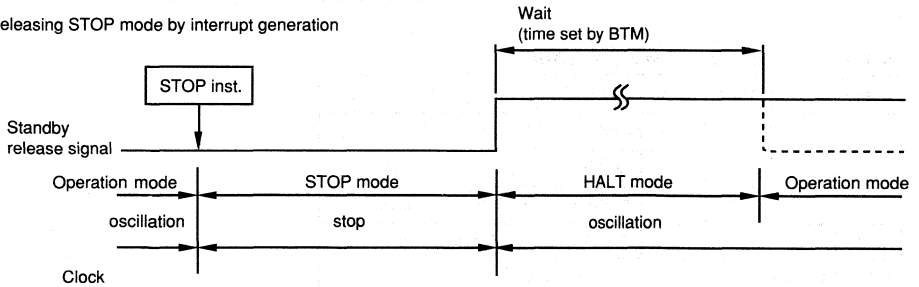 eleasing STOP mode by interrupt generation
Wait
(time set by BTM)
STOP inst.
Standby
release signal
Operation mode STOP mode HALT mode Operation mode
oscillation stop oscillation
Clock